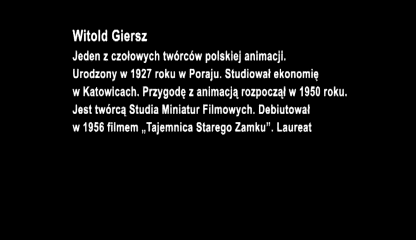 Witold Giersz
Jeden z czołowych twórców polskiej animacji.
Urodzony w 1927 roku w Poraju. Studiował ekonomię
w Katowicach. Przygodę z animacją rozpoczął w 1950 roku.
Jest twórcą Studia Miniatur Filmowych. Debiutował
w 1956 filmem „Tajemnica Starego Zamku”. Laureat